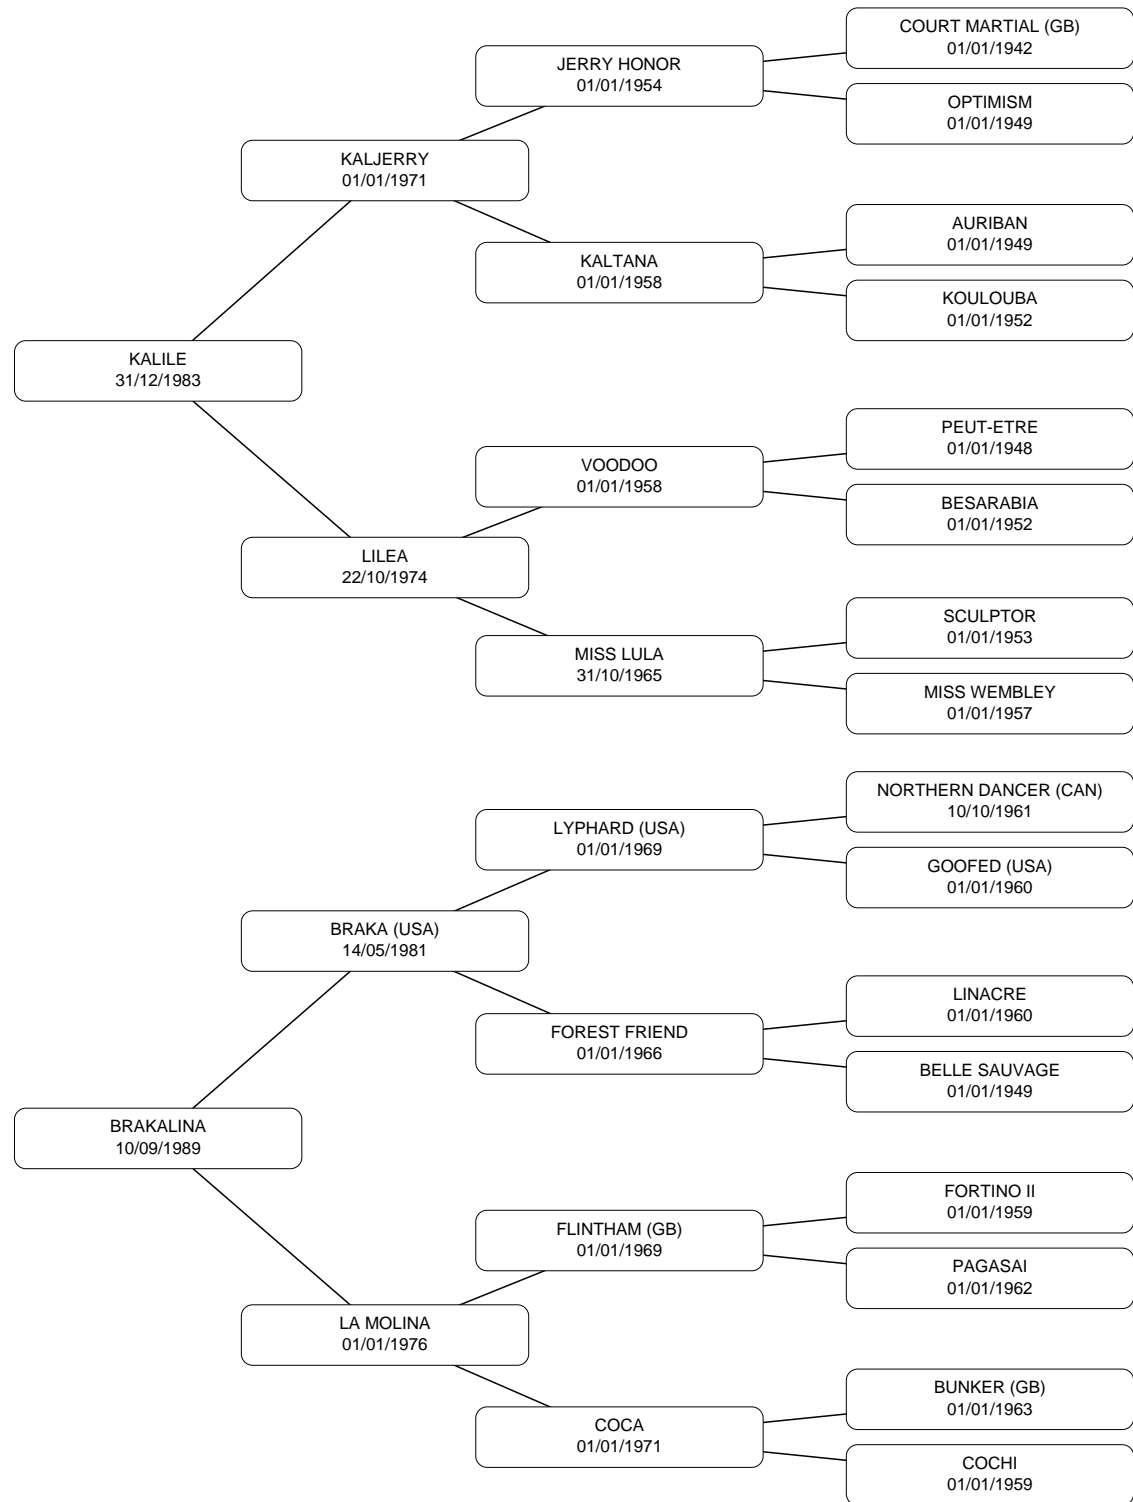 COURT MARTIAL (GB)
01/01/1942
JERRY HONOR
01/01/1954
OPTIMISM
01/01/1949
KALJERRY
01/01/1971
AURIBAN
01/01/1949
KALTANA
01/01/1958
KOULOUBA
01/01/1952
KALILE
31/12/1983
PEUT-ETRE
01/01/1948
VOODOO
01/01/1958
BESARABIA
01/01/1952
LILEA
22/10/1974
SCULPTOR
01/01/1953
MISS LULA
31/10/1965
MISS WEMBLEY
01/01/1957
NORTHERN DANCER (CAN)
10/10/1961
LYPHARD (USA)
01/01/1969
GOOFED (USA)
01/01/1960
BRAKA (USA)
14/05/1981
LINACRE
01/01/1960
FOREST FRIEND
01/01/1966
BELLE SAUVAGE
01/01/1949
BRAKALINA
10/09/1989
FORTINO II
01/01/1959
FLINTHAM (GB)
01/01/1969
PAGASAI
01/01/1962
LA MOLINA
01/01/1976
BUNKER (GB)
01/01/1963
COCA
01/01/1971
COCHI
01/01/1959